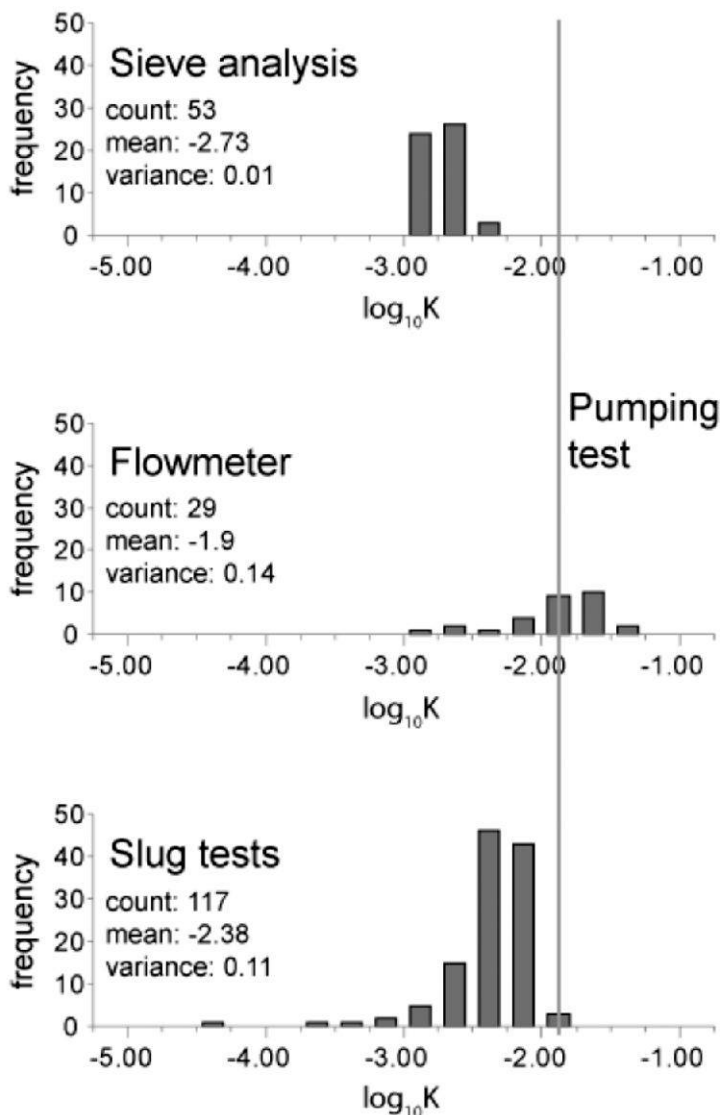 50
40
30
20
10
0
frequency
Sieve analysis
count: 53
mean: -2.73
variance: 0.01
-5.00 -4.00 -3.00 -2.00 -1.00
log₁₀K
Pumping
test
50
40
30
20
10
0
frequency
Flowmeter
count: 29
mean: -1.9
variance: 0.14
-5.00 -4.00 -3.00 -2.00 -1.00
log₁₀K
50
40
30
20
10
0
frequency
Slug tests
count: 117
mean: -2.38
variance: 0.11
-5.00 -4.00 -3.00 -2.00 -1.00
log₁₀K